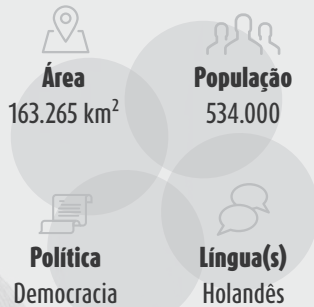 Área
163.265 km²
População
534.000
Política
Democracia
Língua(s)
Holandês